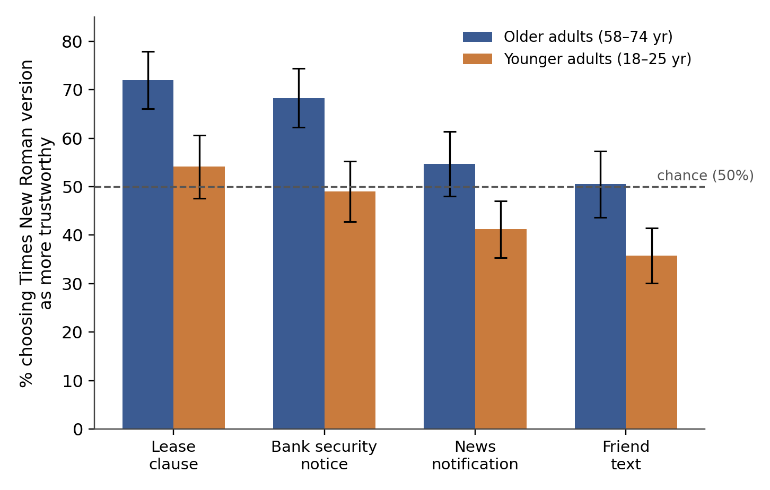 % choosing Times New Roman version
as more trustworthy
80
70
60
50
40
30
20
10
0
Older adults (58–74 yr)
Younger adults (18–25 yr)
chance (50%)
Lease
clause
Bank security
notice
News
notification
Friend
text